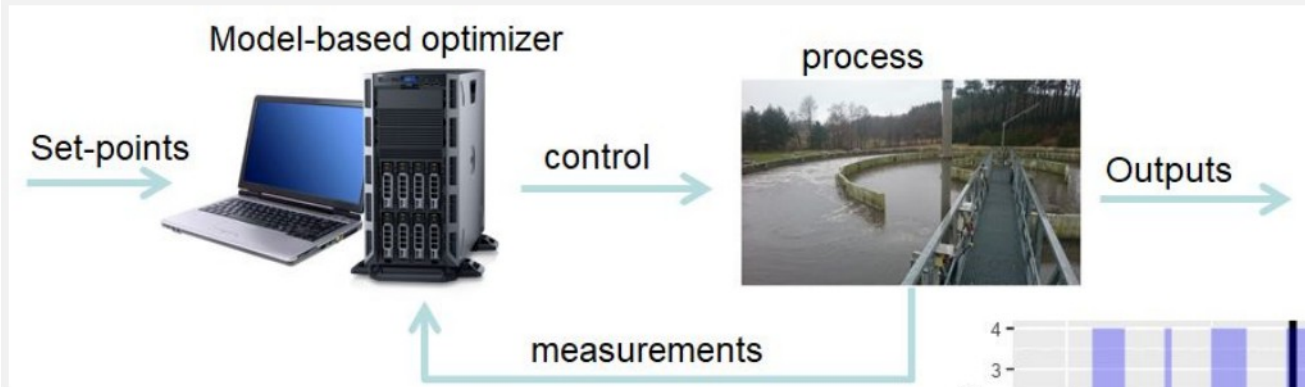 Model-based optimizer
process
Set-points
control
Outputs
measurements
4
3